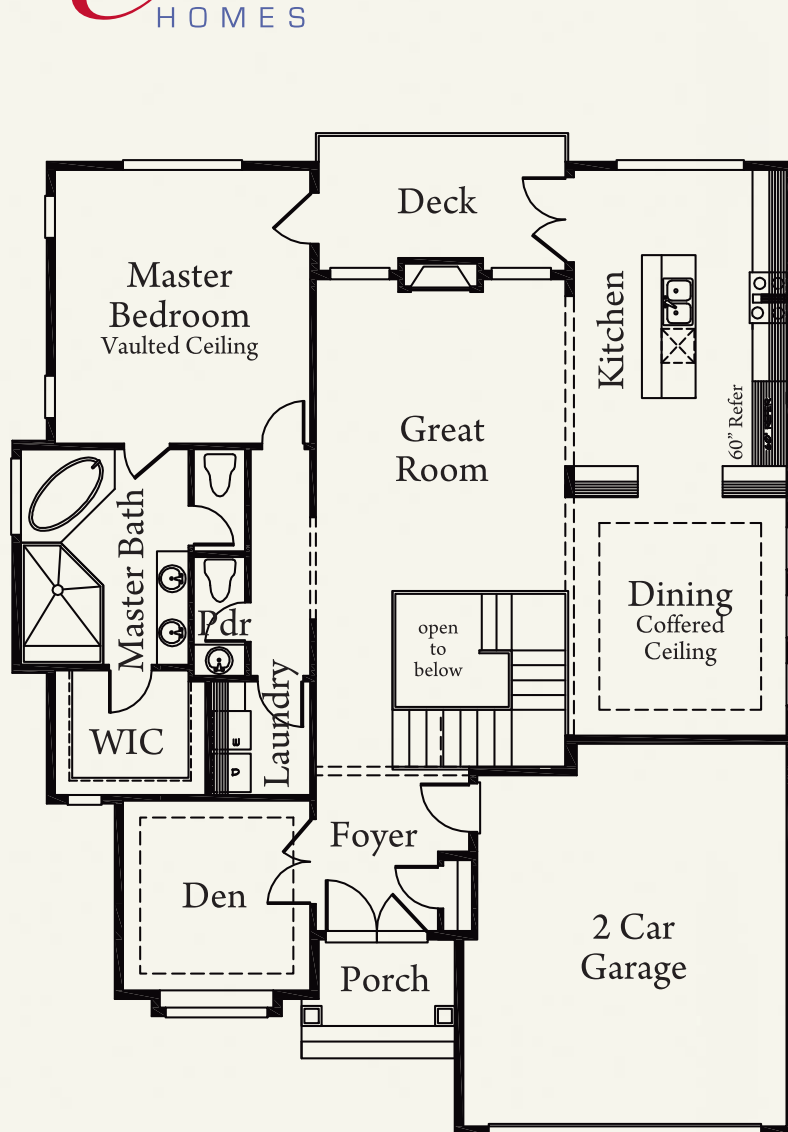 HOMES
Deck
Master
Bedroom
Vaulted Ceiling
Kitchen
60" Refer
Great
Room
Master Bath
Pdr
Dining
Coffered
Ceiling
open
to
below
Laundry
WIC
Foyer
Den
2 Car
Garage
Porch